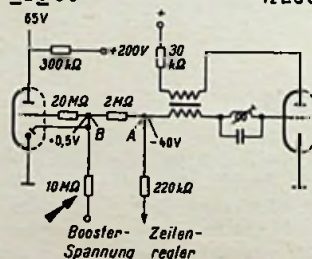 65V
+
+200V
300kΩ
30
kΩ
20MΩ
2MΩ
+0,5V
B
A
-40V
10MΩ
220kΩ
Booster-
Spannung
Zeilen-
regler